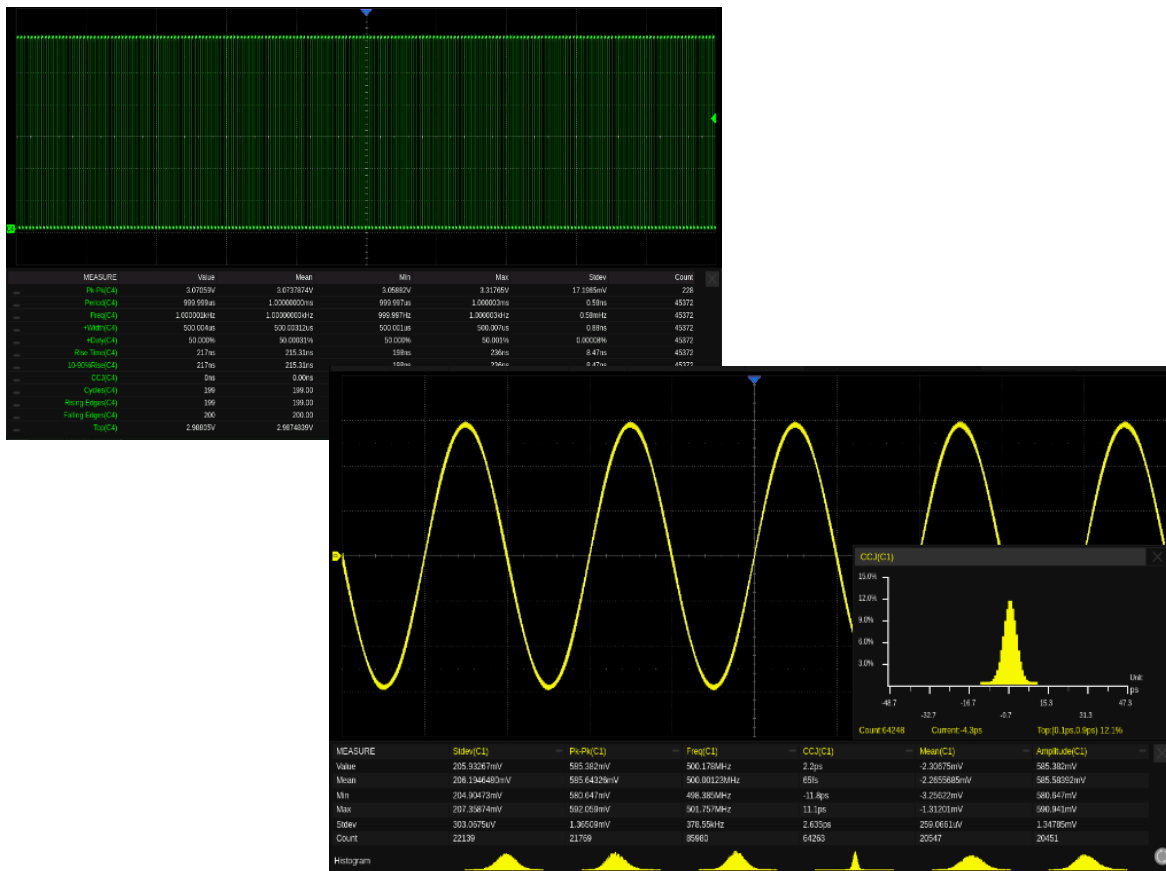 MEASURE Value Mean Min Max Stdev Count
Pk-Pk(C4) 3.07059V 3.0737874V 3.05882V 3.31765V 17.1985mV 228
Period(C4) 999.999us 1.00000000ms 999.997us 1.000003ms 0.58ns 45372
Freq(C4) 1.000001kHz 1.00000000kHz 999.997Hz 1.000003kHz 0.58mHz 45372
+Width(C4) 500.004us 500.00312us 500.001us 500.007us 0.88ns 45372
+Duty(C4) 50.000% 50.00031% 50.000% 50.001% 0.00008% 45372
Rise Time(C4) 217ns 215.31ns 198ns 236ns 8.47ns 45372
10-90%Rise(C4) 217ns 215.31ns 198ns 236ns 8.47ns 45372
CCJ(C4) 0ns 0.00ns
Cycles(C4) 199 199.00
Rising Edges(C4) 199 199.00
Falling Edges(C4) 200 200.00
Top(C4) 2.98805V 2.9874839V
CCJ(C1)
15.0%
12.0%
9.0%
6.0%
3.0%
Unit:
ps
-48.7 -16.7 15.3 47.3
-32.7 -0.7 31.3
Count:64248 Current:-4.3ps Top:[0.1ps,0.9ps) 12.1%
MEASURE Stdev(C1) Pk-Pk(C1) Freq(C1) CCJ(C1) Mean(C1) Amplitude(C1)
Value 205.93267mV 585.382mV 500.178MHz 2.2ps -2.30675mV 585.382mV
Mean 206.1946480mV 585.64326mV 500.00123MHz 65fs -2.2655685mV 585.58392mV
Min 204.90473mV 580.647mV 498.385MHz -11.8ps -3.25622mV 580.647mV
Max 207.35874mV 592.059mV 501.757MHz 11.1ps -1.31201mV 590.941mV
Stdev 303.0675uV 1.36509mV 378.55kHz 2.635ps 259.0661uV 1.34785mV
Count 22139 21769 85980 64263 20547 20451
Histogram